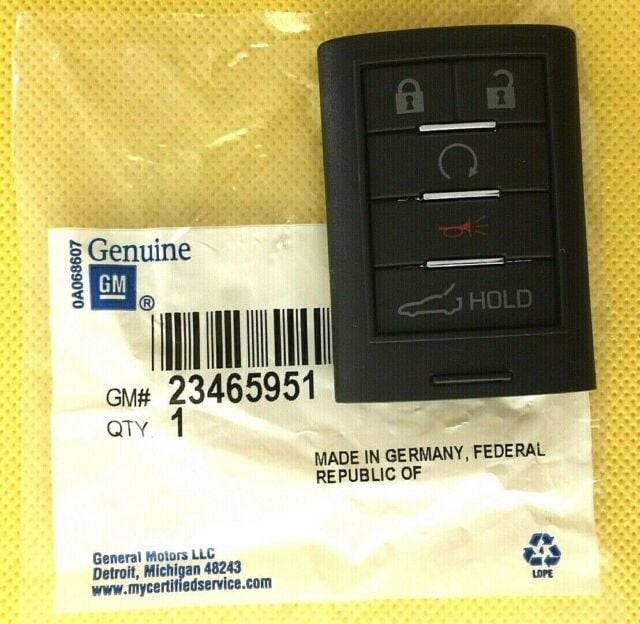 HOLD
0A068607
Genuine
GM
®
GM# 23465951
QTY. 1
MADE IN GERMANY, FEDERAL
REPUBLIC OF
General Motors LLC
Detroit, Michigan 48243
www.mycertifiedservice.com
LDPE